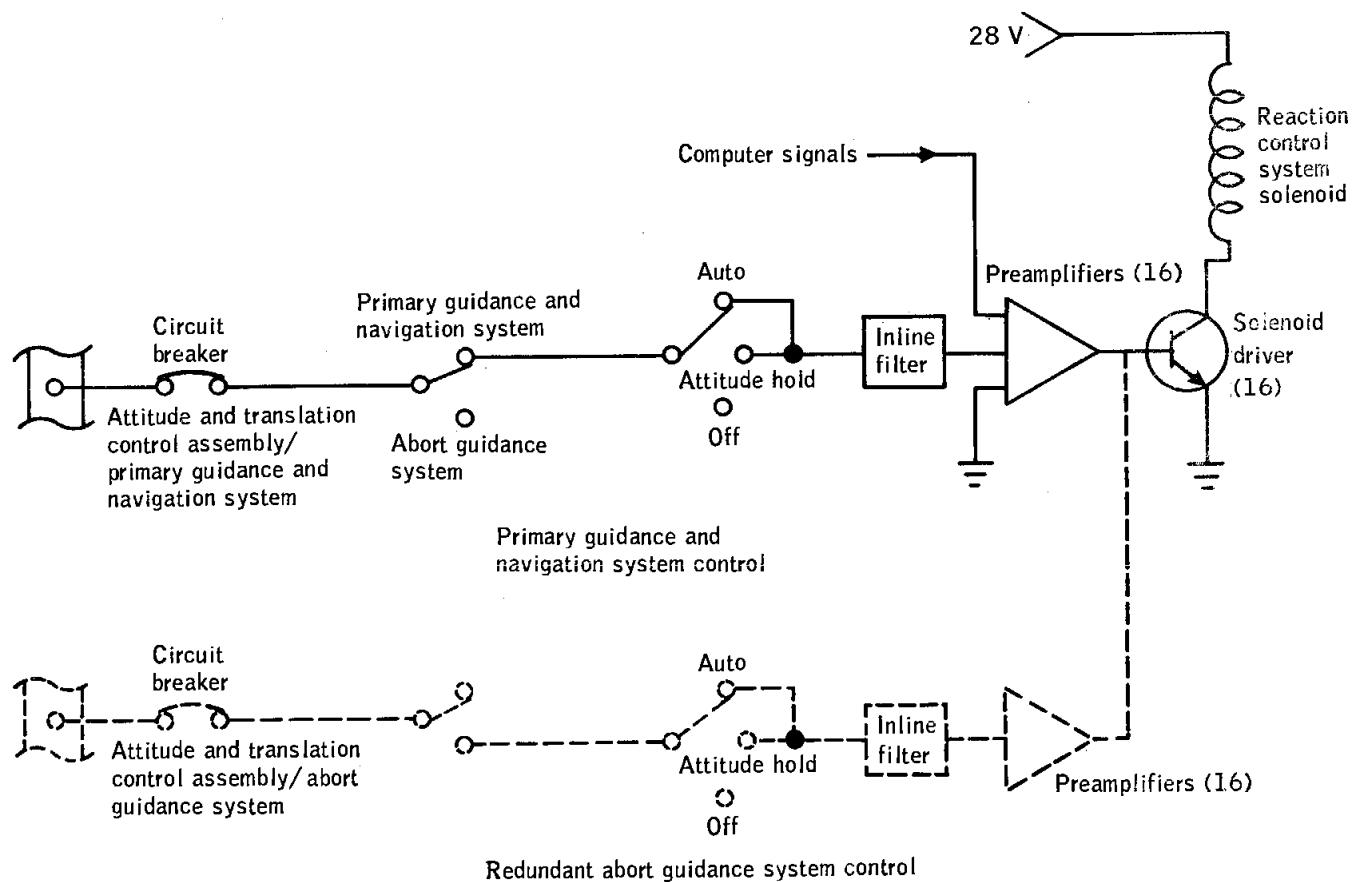 28 V
Reaction
control
system
solenoid
Computer signals
Preamplifiers (16)
Solenoid
driver
(16)
Auto
Primary guidance and
navigation system
Circuit
breaker
Inline
filter
Attitude hold
Off
Attitude and translation
control assembly/
primary guidance and
navigation system
Abort guidance
system
Primary guidance and
navigation system control
Circuit
breaker
Auto
Inline
filter
Attitude hold
Off
Attitude and translation
control assembly/abort
guidance system
Preamplifiers (16)
Redundant abort guidance system control